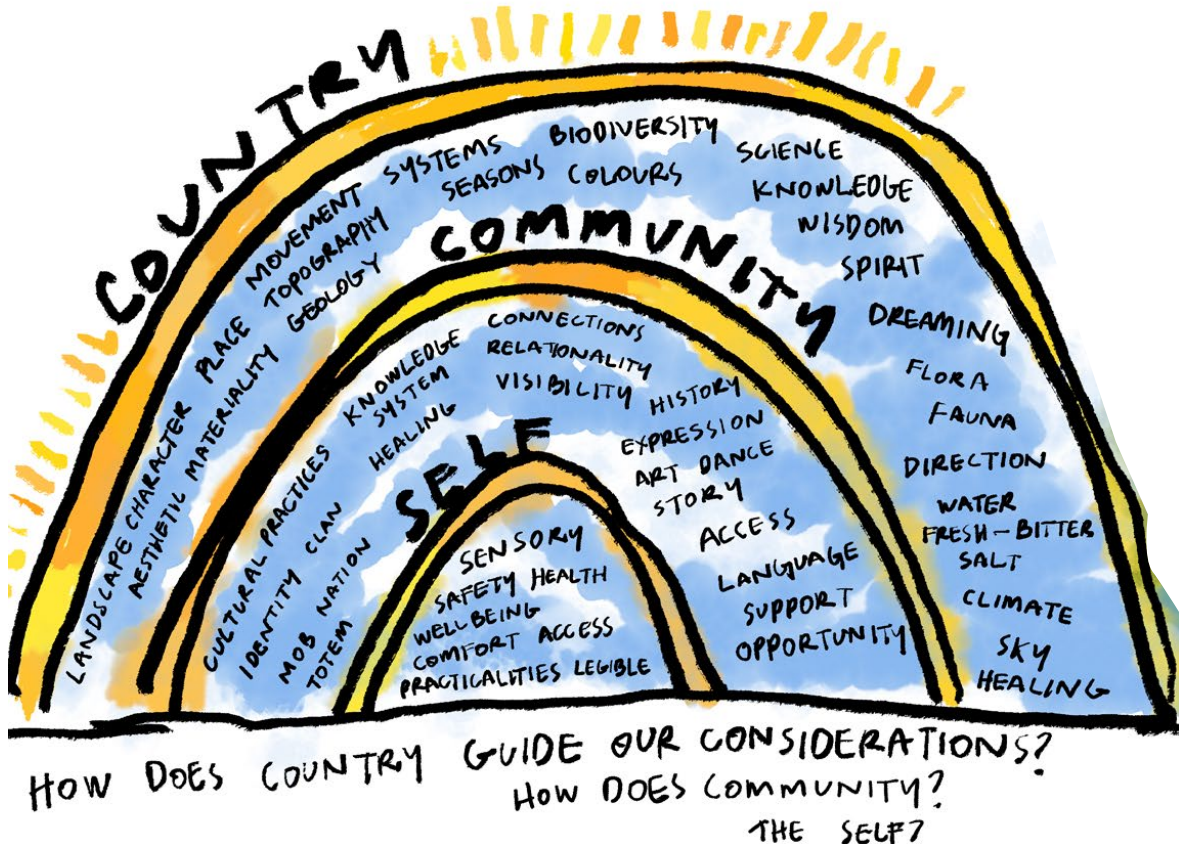 COUNTRY
LANDSCAPE CHARACTER PLACE MOVEMENT SYSTEMS BIODIVERSITY
AESTHETIC MATERIALITY TOPOGRAPHY SEASONS COLOURS
GEOLOGY
SCIENCE
KNOWLEDGE
WISDOM
SPIRIT
DREAMING
FLORA
FAUNA
DIRECTION
WATER
FRESH-BITTER
SALT
CLIMATE
SKY
HEALING
COMMUNITY
CULTURAL PRACTICES KNOWLEDGE
SYSTEM
HEALING
IDENTITY CLAN
MOB NATION
TOTEM
CONNECTIONS
RELATIONALITY
VISIBILITY
HISTORY
EXPRESSION
ART DANCE
STORY
ACCESS
LANGUAGE
SUPPORT
OPPORTUNITY
SELF
SENSORY
SAFETY HEALTH
WELLBEING
COMFORT ACCESS
PRACTICALITIES LEGIBLE
HOW DOES COUNTRY GUIDE OUR CONSIDERATIONS?
HOW DOES COMMUNITY?
THE SELF?